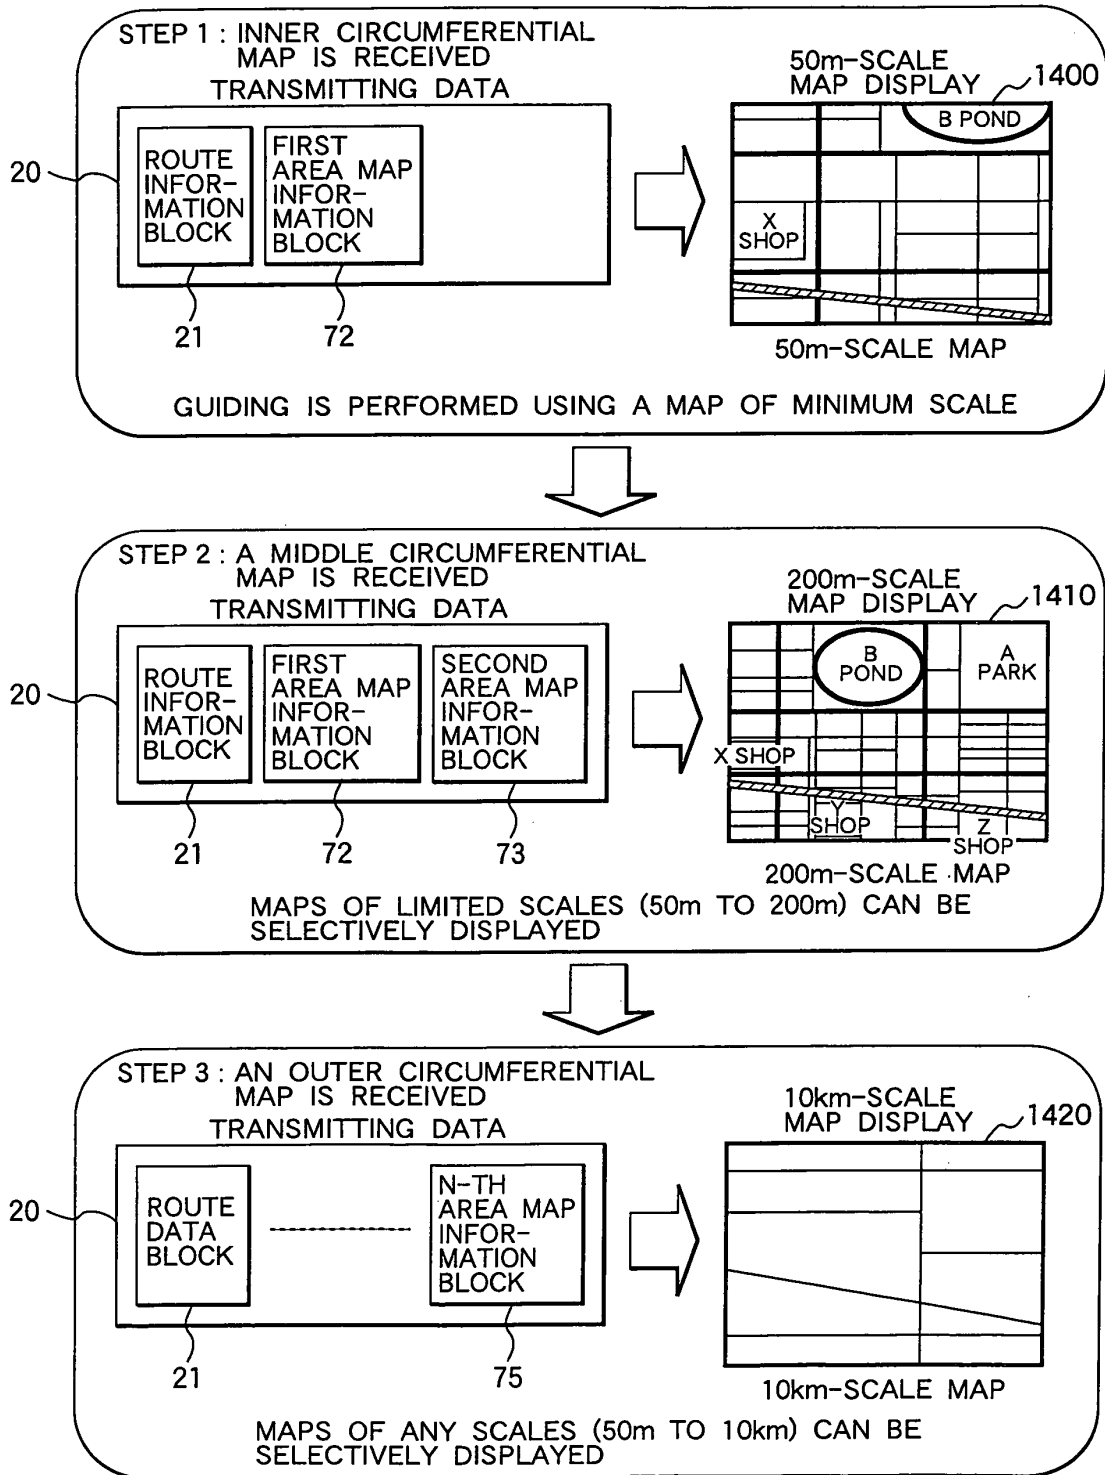 STEP 1 : INNER CIRCUMFERENTIAL
MAP IS RECEIVED
TRANSMITTING DATA
20
ROUTE
INFOR-
MATION
BLOCK
21
FIRST
AREA MAP
INFOR-
MATION
BLOCK
72
50m-SCALE
MAP DISPLAY
1400
B POND
X
SHOP
50m-SCALE MAP
GUIDING IS PERFORMED USING A MAP OF MINIMUM SCALE
STEP 2 : A MIDDLE CIRCUMFERENTIAL
MAP IS RECEIVED
TRANSMITTING DATA
20
ROUTE
INFOR-
MATION
BLOCK
21
FIRST
AREA MAP
INFOR-
MATION
BLOCK
72
SECOND
AREA MAP
INFOR-
MATION
BLOCK
73
200m-SCALE
MAP DISPLAY
1410
B
POND
A
PARK
X SHOP
Y
SHOP
Z
SHOP
200m-SCALE MAP
MAPS OF LIMITED SCALES (50m TO 200m) CAN BE
SELECTIVELY DISPLAYED
STEP 3 : AN OUTER CIRCUMFERENTIAL
MAP IS RECEIVED
TRANSMITTING DATA
20
ROUTE
DATA
BLOCK
21
N-TH
AREA MAP
INFOR-
MATION
BLOCK
75
10km-SCALE
MAP DISPLAY
1420
10km-SCALE MAP
MAPS OF ANY SCALES (50m TO 10km) CAN BE
SELECTIVELY DISPLAYED